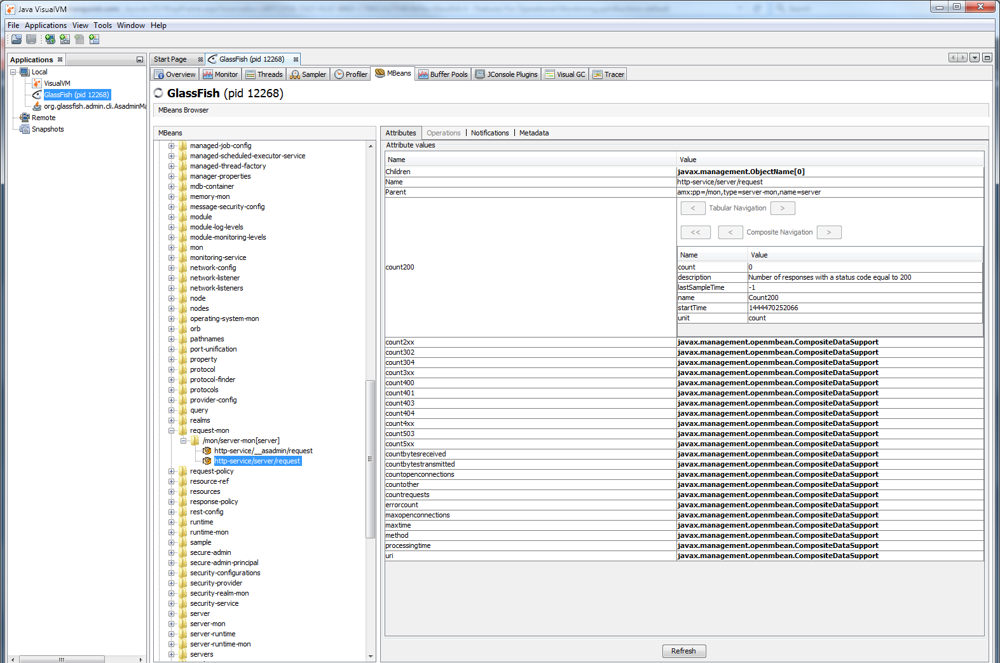 Java VisualVM
File Applications View Tools Window Help
Applications
Local
VisualVM
GlassFish (pid 12268)
org.glassfish.admin.cli.AsadminMa
Remote
Snapshots
Start Page
GlassFish (pid 12268)
Overview Monitor Threads Sampler Profiler MBeans Buffer Pools JConsole Plugins Visual GC Tracer
GlassFish (pid 12268)
MBeans Browser
MBeans
managed-job-config
managed-scheduled-executor-service
managed-thread-factory
manager-properties
mdb-container
memory-mon
message-security-config
module
module-log-levels
module-monitoring-levels
mon
monitoring-service
network-config
network-listener
network-listeners
node
nodes
operating-system-mon
orb
pathnames
port-unification
property
protocol
protocol-finder
protocols
provider-config
query
realms
request-mon
/mon/server-mon[server]
http-service/__asadmin/request
http-service/server/request
request-policy
resource-ref
resources
response-policy
rest-config
runtime
runtime-mon
sample
secure-admin
secure-admin-principal
security-configurations
security-provider
security-realm-mon
security-service
server
server-mon
server-runtime
server-runtime-mon
servers
Attributes Operations Notifications Metadata
Attribute values
Name Value
Children javax.management.ObjectName[0]
Name http-service/server/request
Parent amx:pp=/mon,type=server-mon,name=server
< Tabular Navigation >
<< < Composite Navigation >
count200
Name Value
count 0
description Number of responses with a status code equal to 200
lastSampleTime -1
name Count200
startTime 1444470252066
unit count
count2xx javax.management.openmbean.CompositeDataSupport
count302 javax.management.openmbean.CompositeDataSupport
count304 javax.management.openmbean.CompositeDataSupport
count3xx javax.management.openmbean.CompositeDataSupport
count400 javax.management.openmbean.CompositeDataSupport
count401 javax.management.openmbean.CompositeDataSupport
count403 javax.management.openmbean.CompositeDataSupport
count404 javax.management.openmbean.CompositeDataSupport
count4xx javax.management.openmbean.CompositeDataSupport
count503 javax.management.openmbean.CompositeDataSupport
count5xx javax.management.openmbean.CompositeDataSupport
countbytesreceived javax.management.openmbean.CompositeDataSupport
countbytestransmitted javax.management.openmbean.CompositeDataSupport
countopenconnections javax.management.openmbean.CompositeDataSupport
countother javax.management.openmbean.CompositeDataSupport
countrequests javax.management.openmbean.CompositeDataSupport
errorcount javax.management.openmbean.CompositeDataSupport
maxopenconnections javax.management.openmbean.CompositeDataSupport
maxtime javax.management.openmbean.CompositeDataSupport
method javax.management.openmbean.CompositeDataSupport
processingtime javax.management.openmbean.CompositeDataSupport
uri javax.management.openmbean.CompositeDataSupport
Refresh